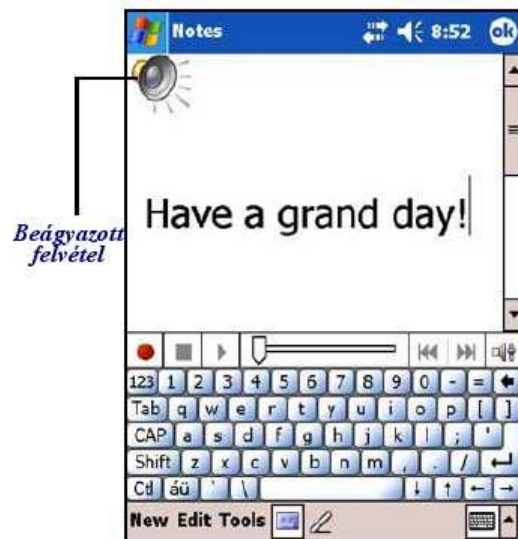 Notes 8:52 ok
Beágyazott
felvétel
Have a grand day!
123 1 2 3 4 5 6 7 8 9 0 - =
Tab q w e r t y u i o p [ ]
CAP a s d f g h j k l ; '
Shift z x c v b n m , . /
Ctl áü ` \
New Edit Tools